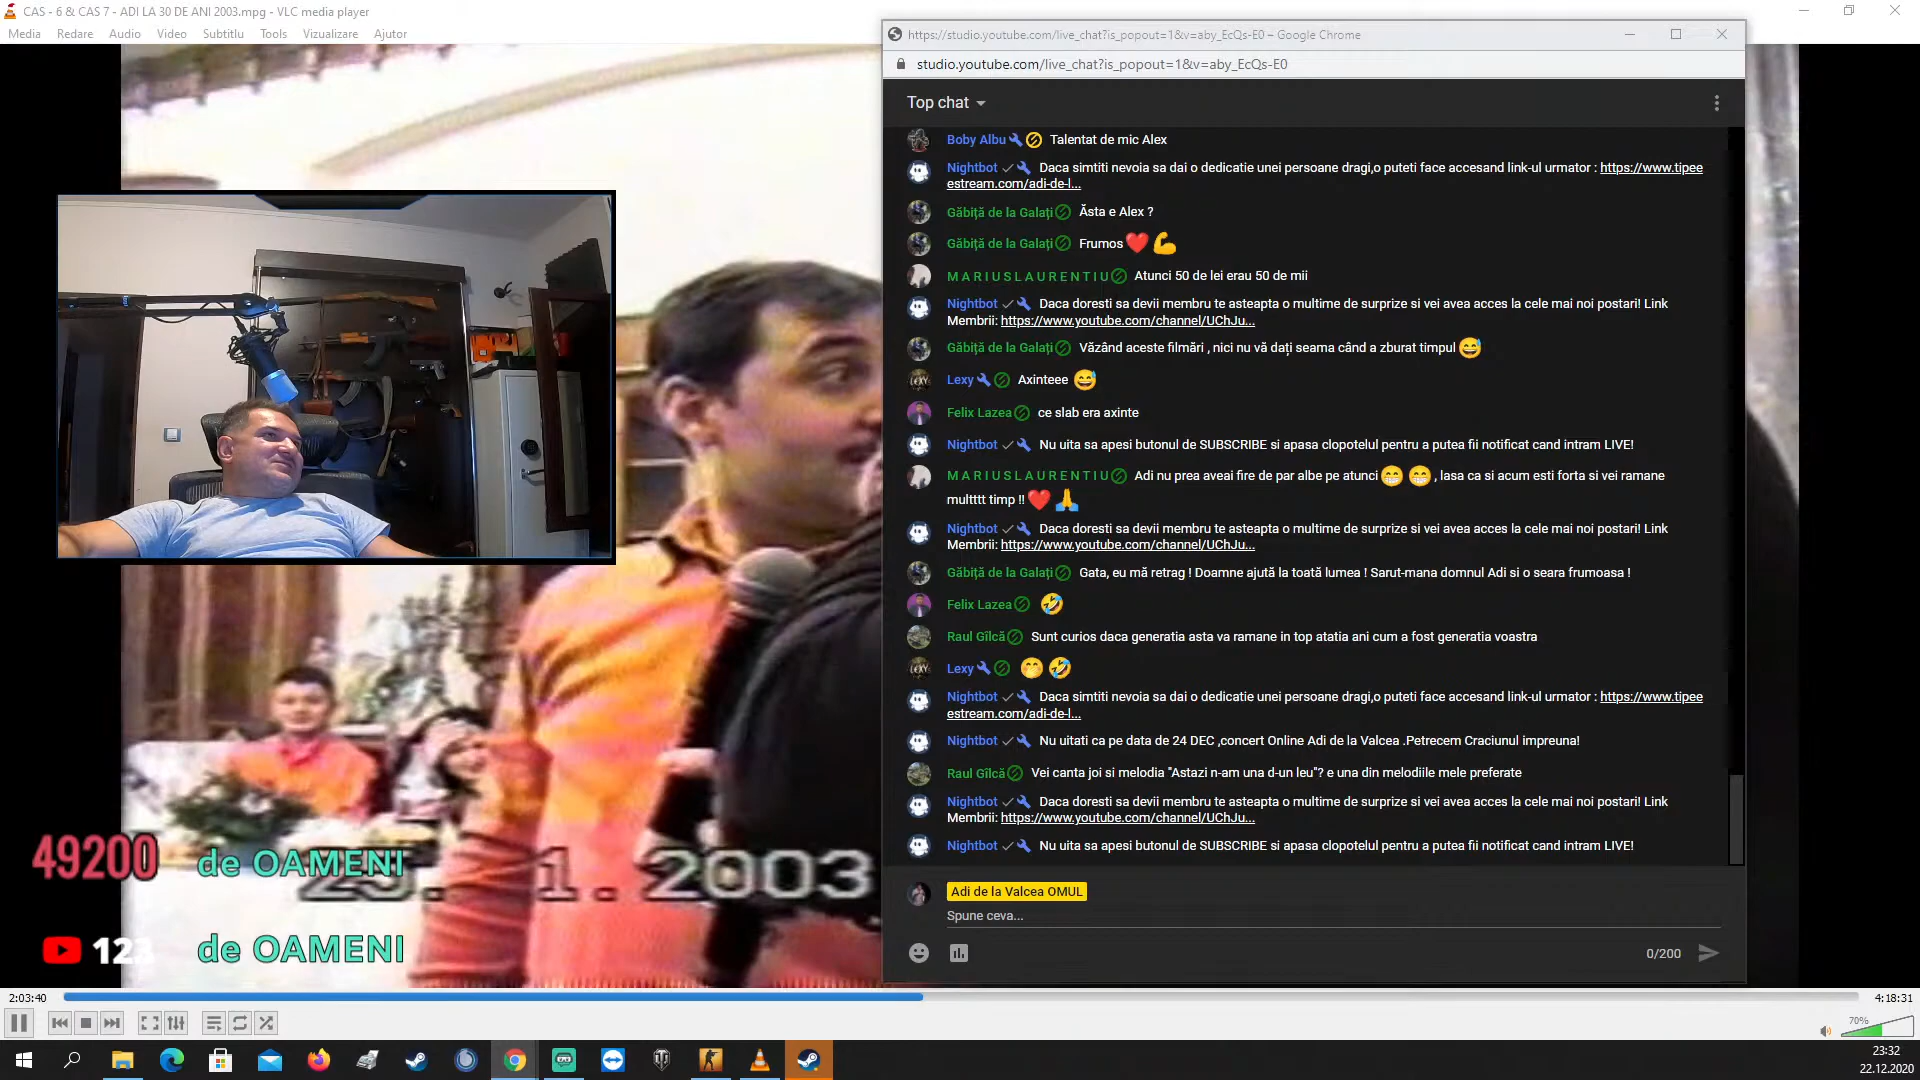 CAS - 6 & CAS 7 - ADI LA 30 DE ANI 2003.mpg - VLC media player
Media Redare Audio Video Subtitlu Tools Vizualizare Ajutor
https://studio.youtube.com/live_chat?is_popout=1&v=aby_EcQs-E0 – Google Chrome
studio.youtube.com/live_chat?is_popout=1&v=aby_EcQs-E0
Top chat
Boby Albu Talentat de mic Alex
Nightbot Daca simtiti nevoia sa dai o dedicatie unei persoane dragi,o puteti face accesand link-ul urmator : https://www.tipee
estream.com/adi-de-l...
Găbiță de la Galați Ăsta e Alex ?
Găbiță de la Galați Frumos❤️💪
M A R I U S L A U R E N T I U Atunci 50 de lei erau 50 de mii
Nightbot Daca doresti sa devii membru te asteapta o multime de surprize si vei avea acces la cele mai noi postari! Link
Membrii: https://www.youtube.com/channel/UChJu...
Găbiță de la Galați Văzând aceste filmări , nici nu vă dați seama când a zburat timpul 😅
Lexy Axinteee 😅
Felix Lazea ce slab era axinte
Nightbot Nu uita sa apesi butonul de SUBSCRIBE si apasa clopotelul pentru a putea fii notificat cand intram LIVE!
M A R I U S L A U R E N T I U Adi nu prea aveai fire de par albe pe atunci 😁 😁 , lasa ca si acum esti forta si vei ramane
multttt timp !! ❤️ 🙏
Nightbot Daca doresti sa devii membru te asteapta o multime de surprize si vei avea acces la cele mai noi postari! Link
Membrii: https://www.youtube.com/channel/UChJu...
Găbiță de la Galați Gata, eu mă retrag ! Doamne ajută la toată lumea ! Sarut-mana domnul Adi si o seara frumoasa !
Felix Lazea 🤣
Raul Gîlcă Sunt curios daca generatia asta va ramane in top atatia ani cum a fost generatia voastra
Lexy 🤭 🤣
Nightbot Daca simtiti nevoia sa dai o dedicatie unei persoane dragi,o puteti face accesand link-ul urmator : https://www.tipee
estream.com/adi-de-l...
Nightbot Nu uitati ca pe data de 24 DEC ,concert Online Adi de la Valcea .Petrecem Craciunul impreuna!
Raul Gîlcă Vei canta joi si melodia "Astazi n-am una d-un leu"? e una din melodiile mele preferate
Nightbot Daca doresti sa devii membru te asteapta o multime de surprize si vei avea acces la cele mai noi postari! Link
Membrii: https://www.youtube.com/channel/UChJu...
Nightbot Nu uita sa apesi butonul de SUBSCRIBE si apasa clopotelul pentru a putea fii notificat cand intram LIVE!
Adi de la Valcea OMUL
Spune ceva...
0/200
49200 de OAMENI
1.2003
123 de OAMENI
2:03:40
4:18:31
70%
23:32
22.12.2020